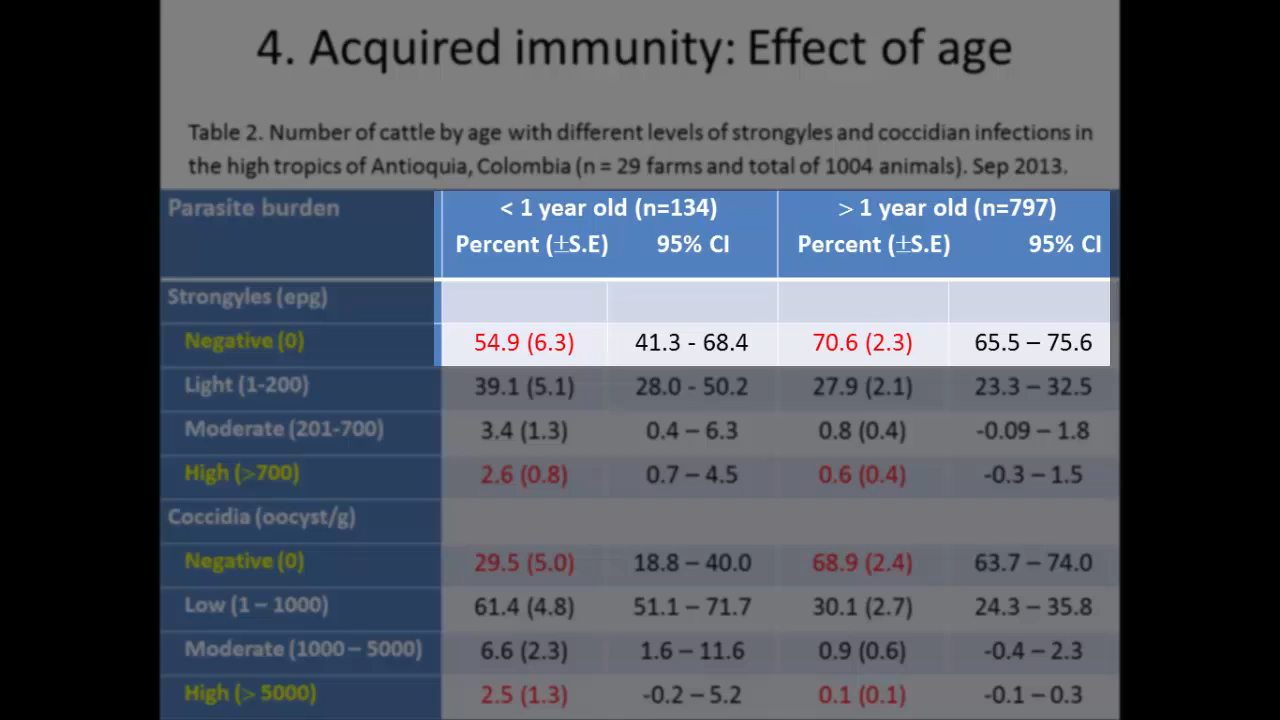 4. Acquired immunity: Effect of age
Table 2. Number of cattle by age with different levels of strongyles and coccidian infections in
the high tropics of Antioquia, Colombia (n = 29 farms and total of 1004 animals). Sep 2013.
Parasite burden < 1 year old (n=134) > 1 year old (n=797)
Percent (±S.E) 95% CI Percent (±S.E) 95% CI
Strongyles (epg)
Negative (0) 54.9 (6.3) 41.3 - 68.4 70.6 (2.3) 65.5 – 75.6
Light (1-200) 39.1 (5.1) 28.0 - 50.2 27.9 (2.1) 23.3 – 32.5
Moderate (201-700) 3.4 (1.3) 0.4 – 6.3 0.8 (0.4) -0.09 – 1.8
High (>700) 2.6 (0.8) 0.7 – 4.5 0.6 (0.4) -0.3 – 1.5
Coccidia (oocyst/g)
Negative (0) 29.5 (5.0) 18.8 – 40.0 68.9 (2.4) 63.7 – 74.0
Low (1 – 1000) 61.4 (4.8) 51.1 – 71.7 30.1 (2.7) 24.3 – 35.8
Moderate (1000 – 5000) 6.6 (2.3) 1.6 – 11.6 0.9 (0.6) -0.4 – 2.3
High (> 5000) 2.5 (1.3) -0.2 – 5.2 0.1 (0.1) -0.1 – 0.3